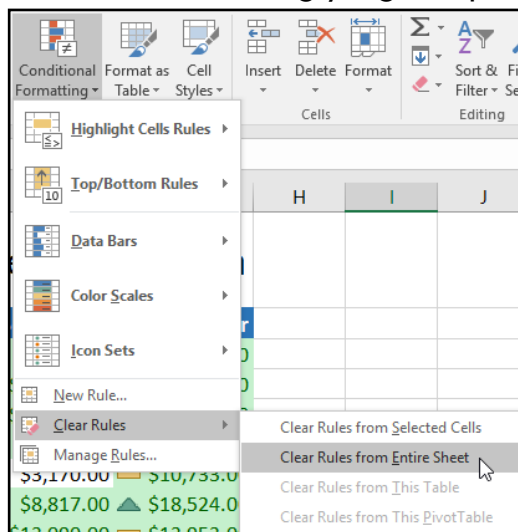 Conditional Format as Cell Insert Delete Format Sort &
Formatting Table Styles Filter
Cells Editing
Highlight Cells Rules
Top/Bottom Rules
10
H I J
Data Bars
Color Scales
Icon Sets
New Rule...
Clear Rules
Clear Rules from Selected Cells
Manage Rules...
Clear Rules from Entire Sheet
$3,170.00 $10,733.0
Clear Rules from This Table
$8,817.00 $18,524.0
Clear Rules from This PivotTable